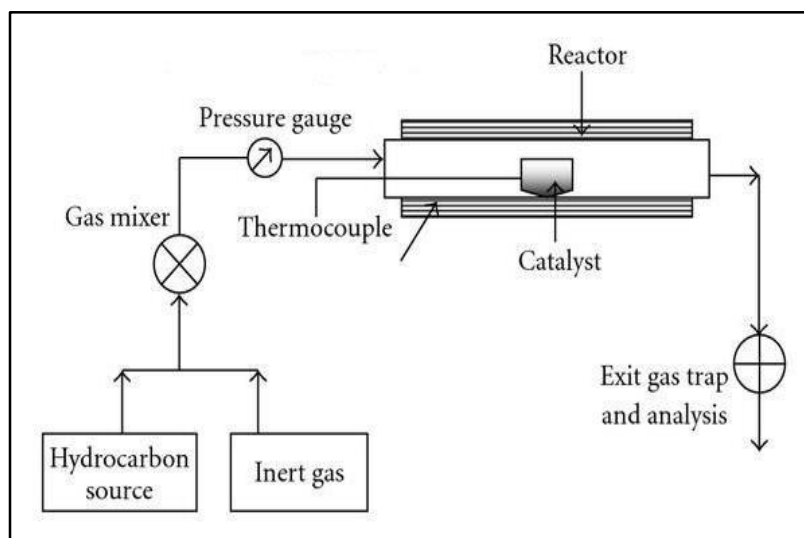 Reactor
Pressure gauge
Gas mixer
Thermocouple
Catalyst
Exit gas trap
and analysis
Hydrocarbon
source
Inert gas